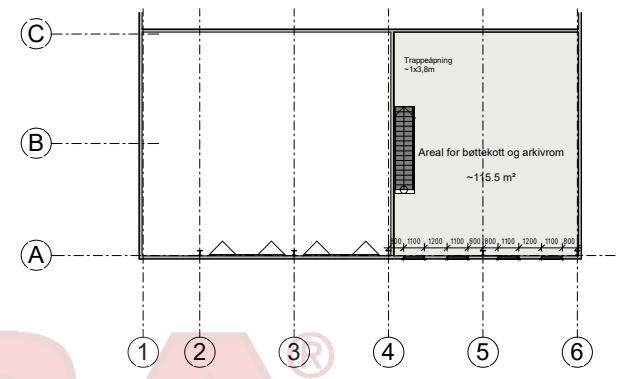 C
Trappeåpning
~1x3,8m
B
Areal for bøttekott og arkivrom
~115.5 m²
800 1100 1200 1100 800 800 1100 1200 1100 800
A
1 2 3 4 5 6
®